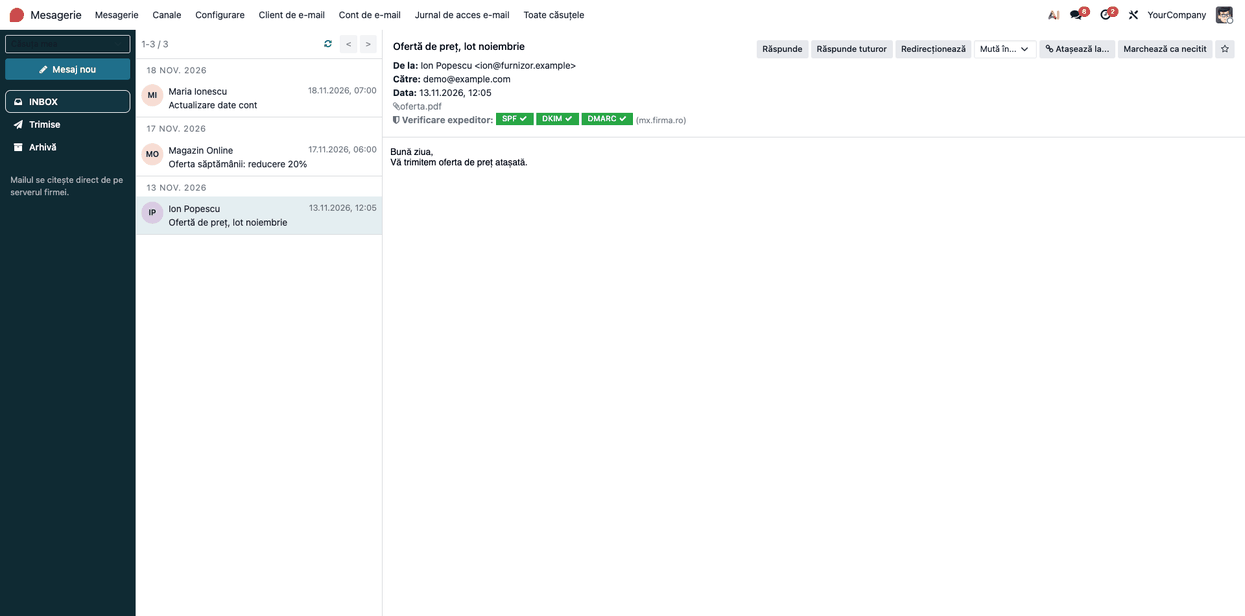 Mesagerie Mesagerie Canale Configurare Client de e-mail Cont de e-mail Jurnal de acces e-mail Toate căsuțele AI 6 2 YourCompany
Mesaj nou
INBOX
Trimise
Arhivă
Mailul se citește direct de pe
serverul firmei.
1-3 / 3 < >
18 NOV. 2026
MI Maria Ionescu 18.11.2026, 07:00
Actualizare date cont
17 NOV. 2026
MO Magazin Online 17.11.2026, 06:00
Oferta săptămânii: reducere 20%
13 NOV. 2026
IP Ion Popescu 13.11.2026, 12:05
Ofertă de preț, lot noiembrie
Ofertă de preț, lot noiembrie
Răspunde Răspunde tuturor Redirecționează Mută în... Atașează la... Marchează ca necitit
De la: Ion Popescu <ion@furnizor.example>
Către: demo@example.com
Data: 13.11.2026, 12:05
oferta.pdf
Verificare expeditor: SPF ✓ DKIM ✓ DMARC ✓ (mx.firma.ro)
Bună ziua,
Vă trimitem oferta de preț atașată.